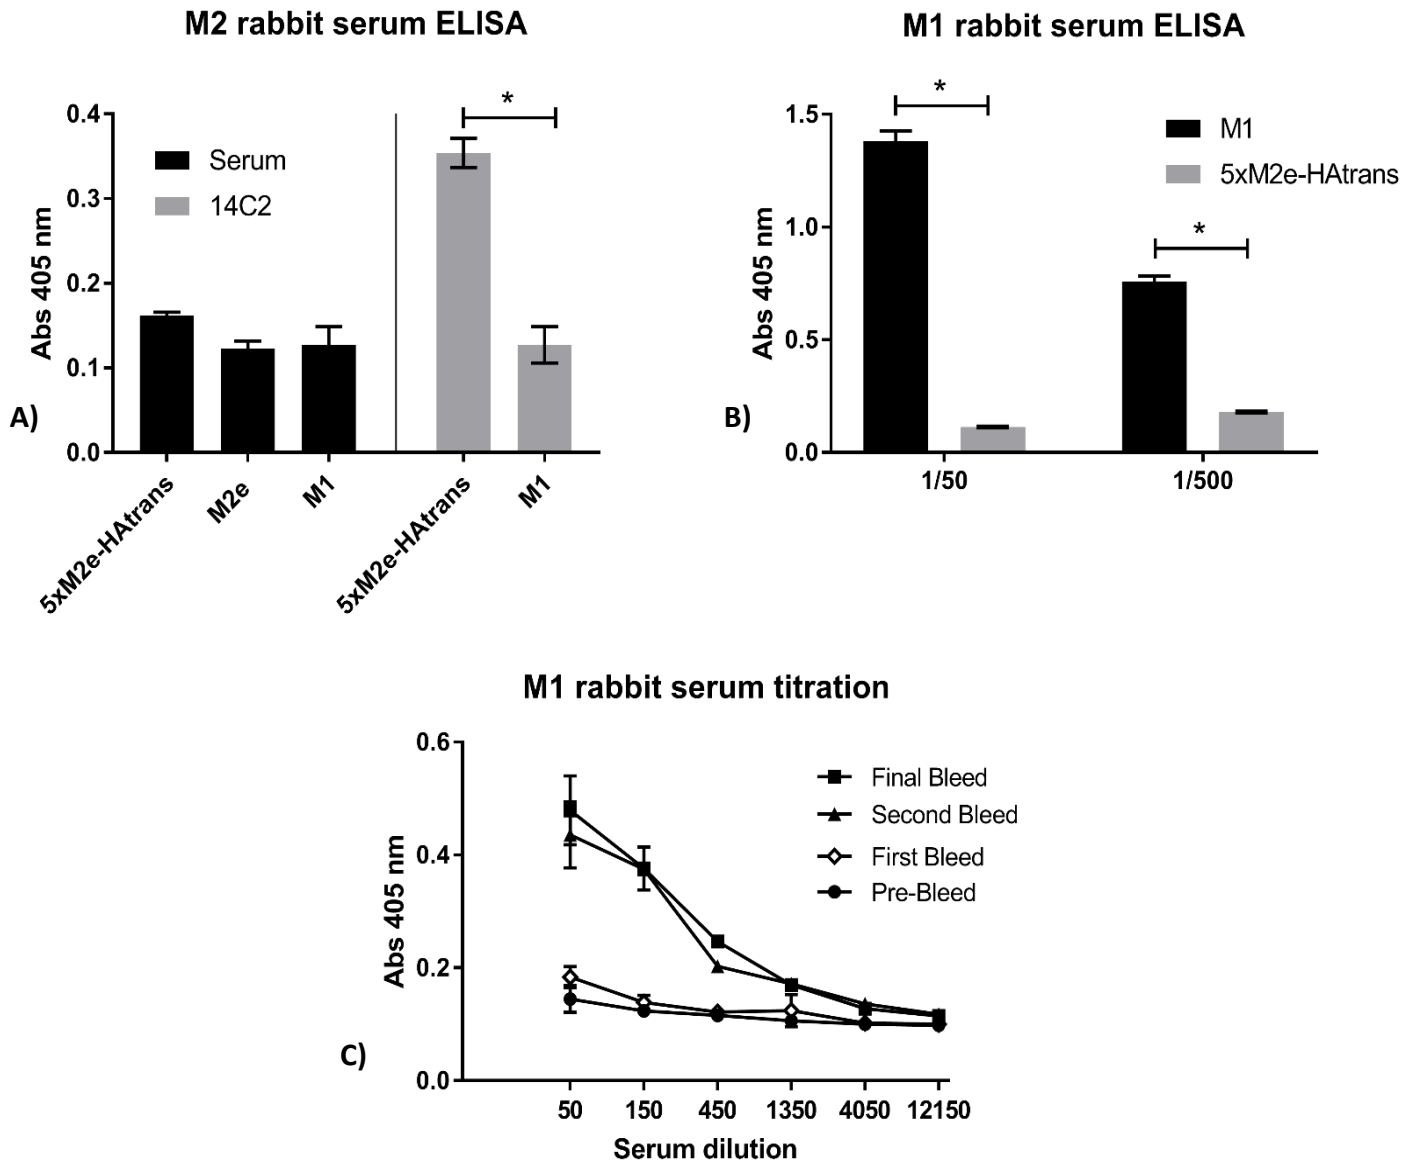 M2 rabbit serum ELISA
Abs 405 nm
0.4
0.3
0.2
0.1
0.0
Serum
14C2
*
A)
5xM2e-HAtrans
M2e
M1
5xM2e-HAtrans
M1
M1 rabbit serum ELISA
Abs 405 nm
1.5
1.0
0.5
0.0
*
*
M1
5xM2e-HAtrans
B)
1/50
1/500
M1 rabbit serum titration
Abs 405 nm
0.6
0.4
0.2
0.0
Final Bleed
Second Bleed
First Bleed
Pre-Bleed
C)
50 150 450 1350 4050 12150
Serum dilution